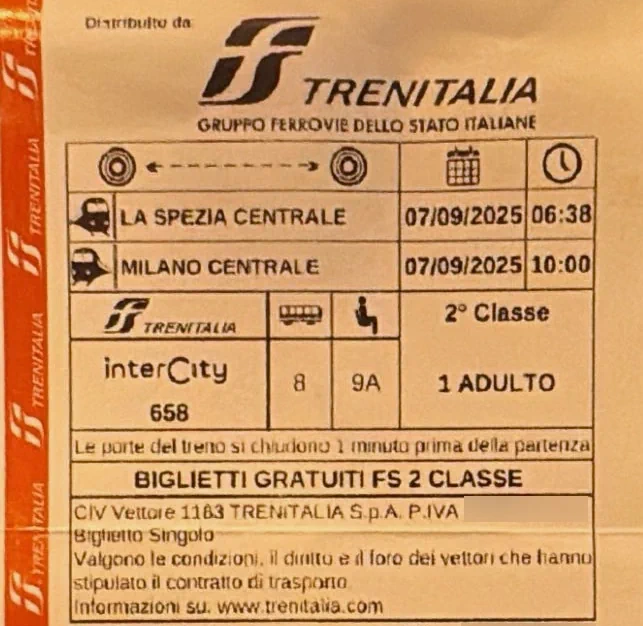 Distribuito da:
TRENITALIA
GRUPPO FERROVIE DELLO STATO ITALIANE
LA SPEZIA CENTRALE 07/09/2025 06:38
MILANO CENTRALE 07/09/2025 10:00
TRENITALIA 2° Classe
interCity 8 9A 1 ADULTO
658
Le porte del treno si chiudono 1 minuto prima della partenza
BIGLIETTI GRATUITI FS 2 CLASSE
CIV Vettore 1183 TRENITALIA S.p.A. P.IVA
Biglietto Singolo
Valgono le condizioni, il diritto e il foro dei vettori che hanno
stipulato il contratto di trasporto.
Informazioni su: www.trenitalia.com
TRENITALIA
TRENITALIA
TRENITALIA
TRENITALIA